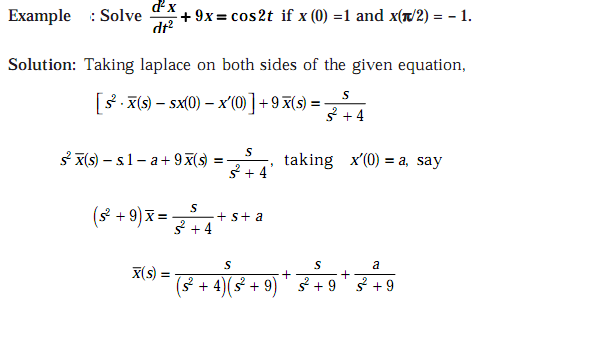 Example : Solve d²x/dt² + 9x = cos2t if x (0) =1 and x(π/2) = – 1.
Solution: Taking laplace on both sides of the given equation,
[s² · x̅(s) – sx(0) – x′(0)] + 9 x̅(s) = s/(s² + 4)
s² x̅(s) – s.1 – a + 9 x̅(s) = s/(s² + 4), taking x′(0) = a, say
(s² + 9) x̅ = s/(s² + 4) + s + a
x̅(s) = s/((s² + 4)(s² + 9)) + s/(s² + 9) + a/(s² + 9)